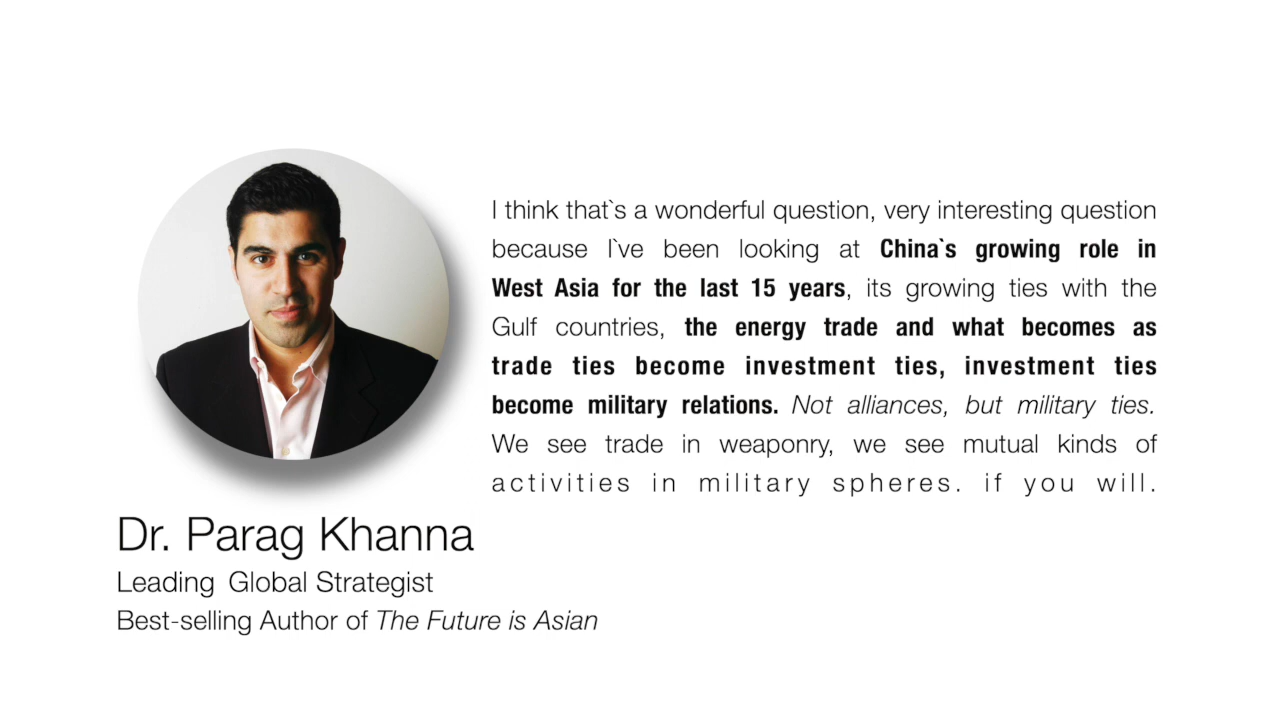 I think that`s a wonderful question, very interesting question
because I`ve been looking at China`s growing role in
West Asia for the last 15 years, its growing ties with the
Gulf countries, the energy trade and what becomes as
trade ties become investment ties, investment ties
become military relations. Not alliances, but military ties.
We see trade in weaponry, we see mutual kinds of
activities in military spheres. if you will.
Dr. Parag Khanna
Leading Global Strategist
Best-selling Author of The Future is Asian